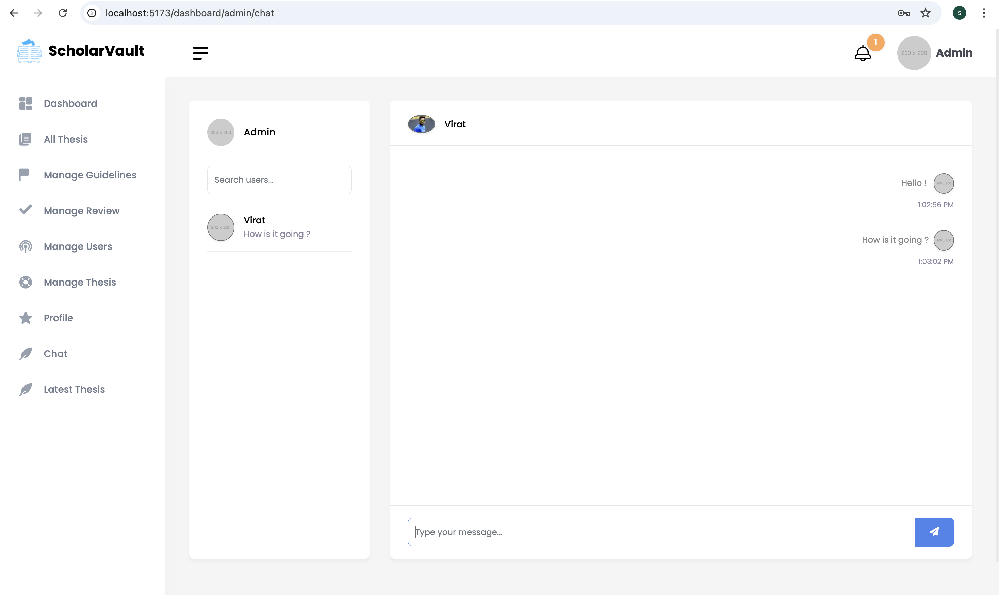 localhost:5173/dashboard/admin/chat
S
ScholarVault
1
200 x 200
Admin
Dashboard
All Thesis
Manage Guidelines
Manage Review
Manage Users
Manage Thesis
Profile
Chat
Latest Thesis
200 x 200
Admin
Search users...
200 x 200
Virat
How is it going ?
Virat
Hello !
200 x 200
1:02:56 PM
How is it going ?
200 x 200
1:03:02 PM
Type your message...